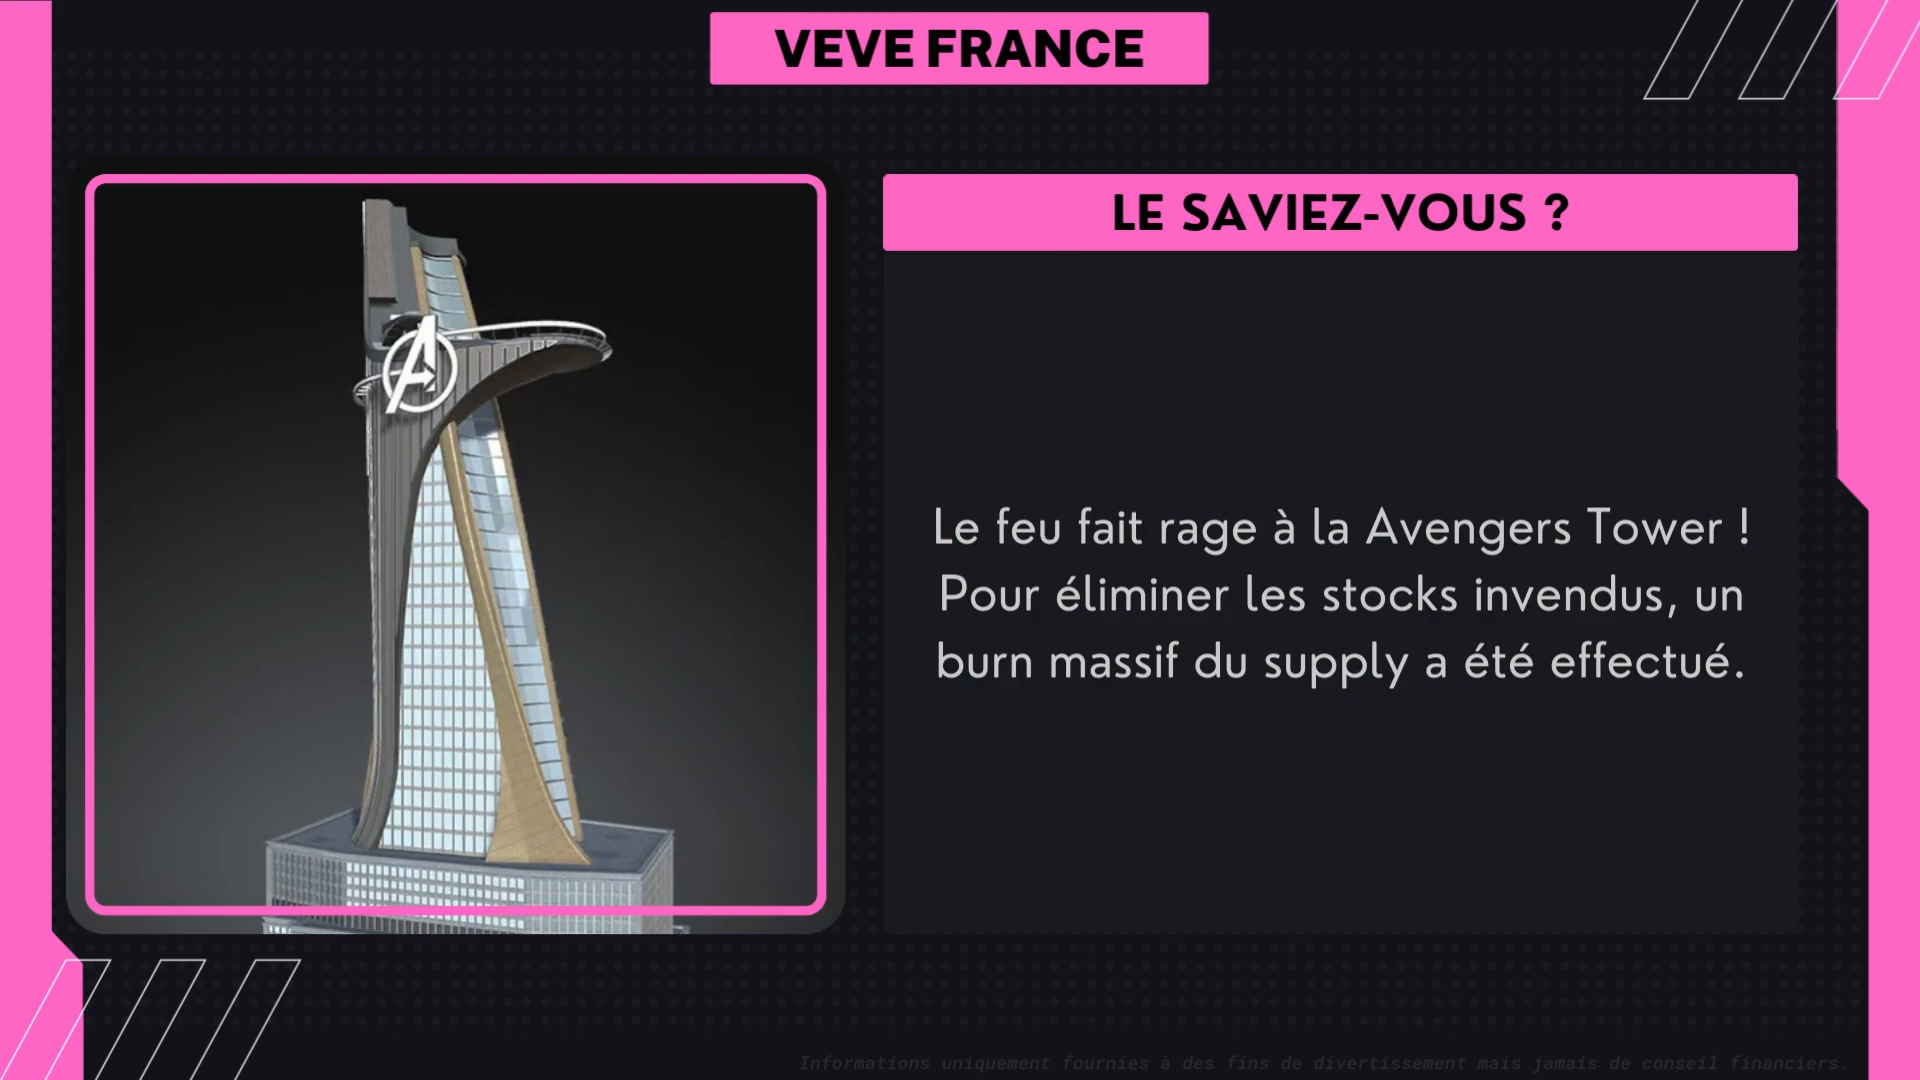 VEVE FRANCE
LE SAVIEZ-VOUS ?
Le feu fait rage à la Avengers Tower !
Pour éliminer les stocks invendus, un
burn massif du supply a été effectué.
Informations uniquement fournies à des fins de divertissement mais jamais de conseil financiers.